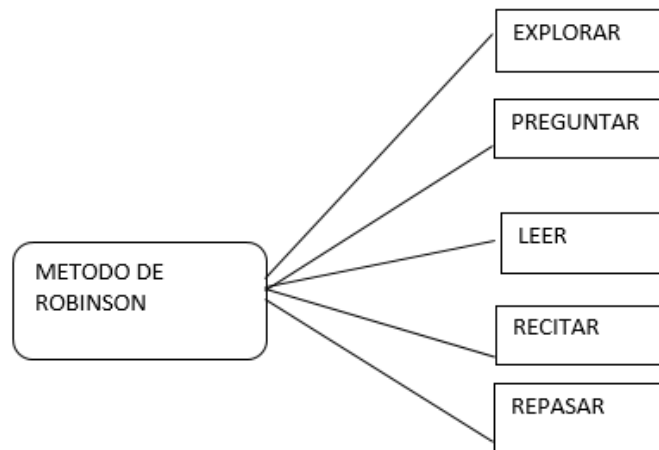 EXPLORAR
PREGUNTAR
LEER
METODO DE
ROBINSON
RECITAR
REPASAR